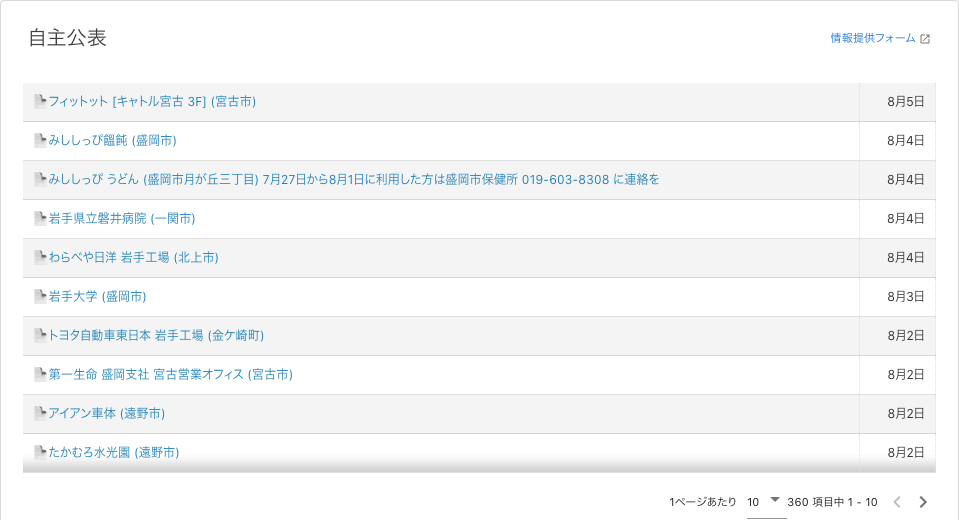 自主公表
情報提供フォーム
フィットット [キャトル宮古 3F] (宮古市) 8月5日
みししっぴ饂飩 (盛岡市) 8月4日
みししっぴ うどん (盛岡市月が丘三丁目) 7月27日から8月1日に利用した方は盛岡市保健所 019-603-8308 に連絡を 8月4日
岩手県立磐井病院 (一関市) 8月4日
わらべや日洋 岩手工場 (北上市) 8月4日
岩手大学 (盛岡市) 8月3日
トヨタ自動車東日本 岩手工場 (金ケ崎町) 8月2日
第一生命 盛岡支社 宮古営業オフィス (宮古市) 8月2日
アイアン車体 (遠野市) 8月2日
たかむろ水光園 (遠野市) 8月2日
1ページあたり 10 360 項目中 1 - 10